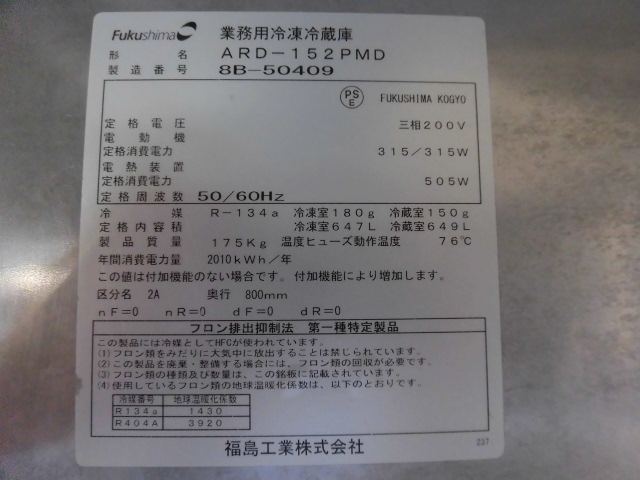 Fukushima 業務用冷凍冷蔵庫
形名 ARD-152PMD
製造番号 8B-50409
PS E FUKUSHIMA KOGYO
定格電圧 三相200V
電動機
定格消費電力 315/315W
電熱装置
定格消費電力 505W
定格周波数 50/60Hz
冷媒 R-134a 冷凍室180g 冷蔵室150g
定格内容積 冷凍室647L 冷蔵室649L
製品質量 175Kg 温度ヒューズ動作温度 76℃
年間消費電力量 2010kWh/年
この値は付加機能のない場合です。付加機能により増加します。
区分名 2A 奥行 800mm
nF=0 nR=0 dF=0 dR=0
フロン排出抑制法 第一種特定製品
この製品には冷媒としてHFCが使われています。
(1)フロン類をみだりに大気中に放出することは禁じられています。
(2)この製品を廃棄・整備する場合には、フロン類の回収が必要です。
(3)フロン類の種類及び数量は、この銘板に記載されています。
(4)使用しているフロン類の地球温暖化係数は、以下のとおりです。
冷媒番号 地球温暖化係数
R134a 1430
R404A 3920
福島工業株式会社
237